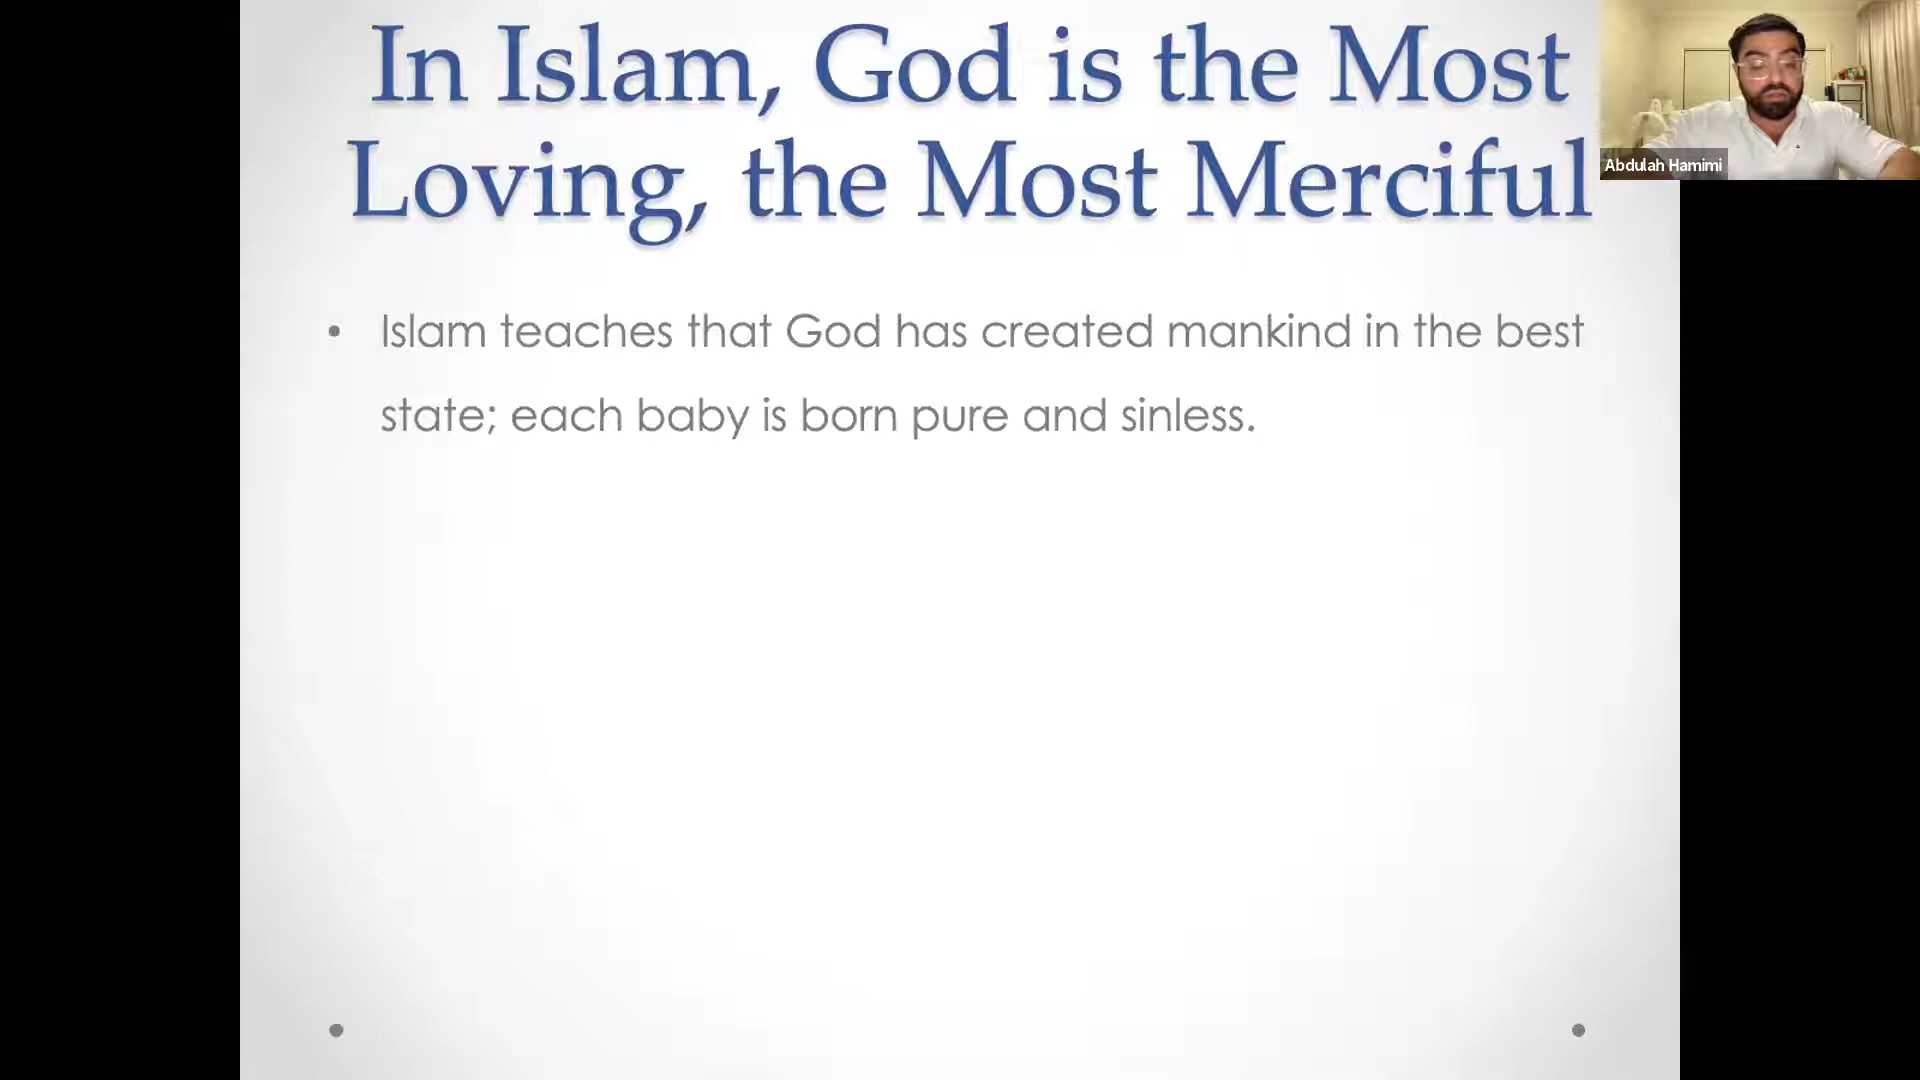 In Islam, God is the Most
Loving, the Most Merciful
Abdulah Hamimi
• Islam teaches that God has created mankind in the best
state; each baby is born pure and sinless.